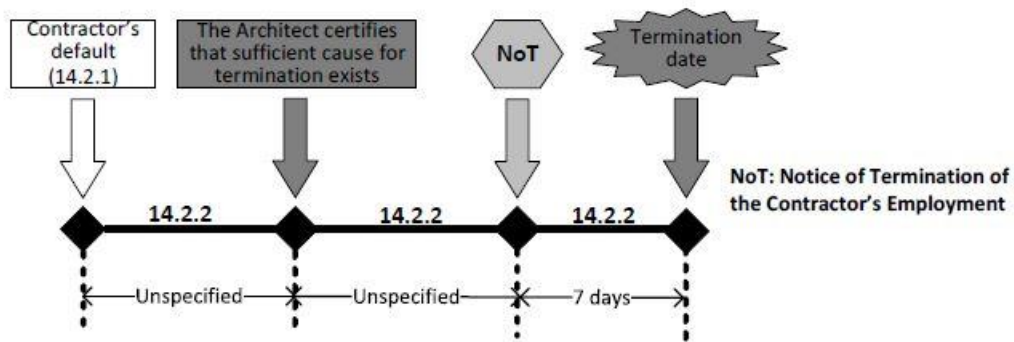 Contractor's
default
(14.2.1)
The Architect certifies
that sufficient cause for
termination exists
NoT
Termination
date
NoT: Notice of Termination of
the Contractor's Employment
14.2.2
14.2.2
14.2.2
Unspecified
Unspecified
7 days